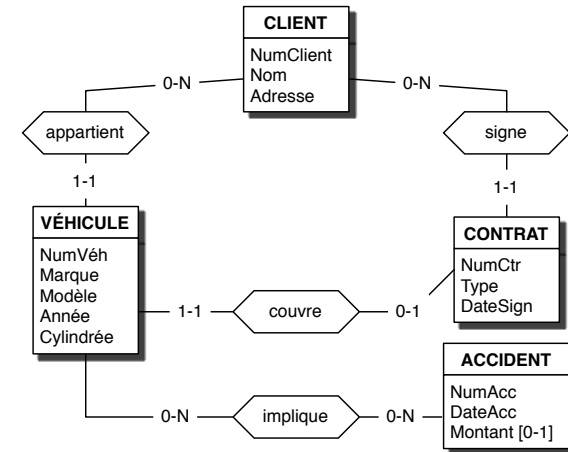 CLIENT
NumClient
Nom
Adresse
0-N
0-N
appartient
signe
1-1
1-1
VÉHICULE
NumVéh
Marque
Modèle
Année
Cylindrée
CONTRAT
NumCtr
Type
DateSign
1-1
couvre
0-1
ACCIDENT
NumAcc
DateAcc
Montant [0-1]
0-N
implique
0-N